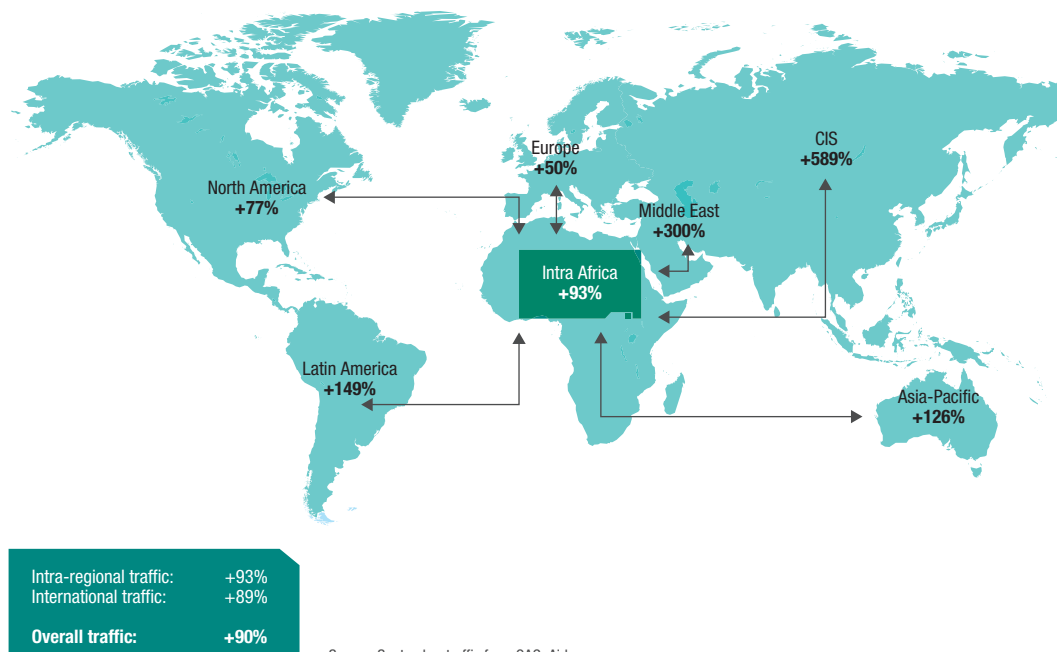 Europe
+50%
CIS
+589%
North America
+77%
Middle East
+300%
Intra Africa
+93%
Latin America
+149%
Asia-Pacific
+126%
Intra-regional traffic: +93%
International traffic: +89%
Overall traffic: +90%